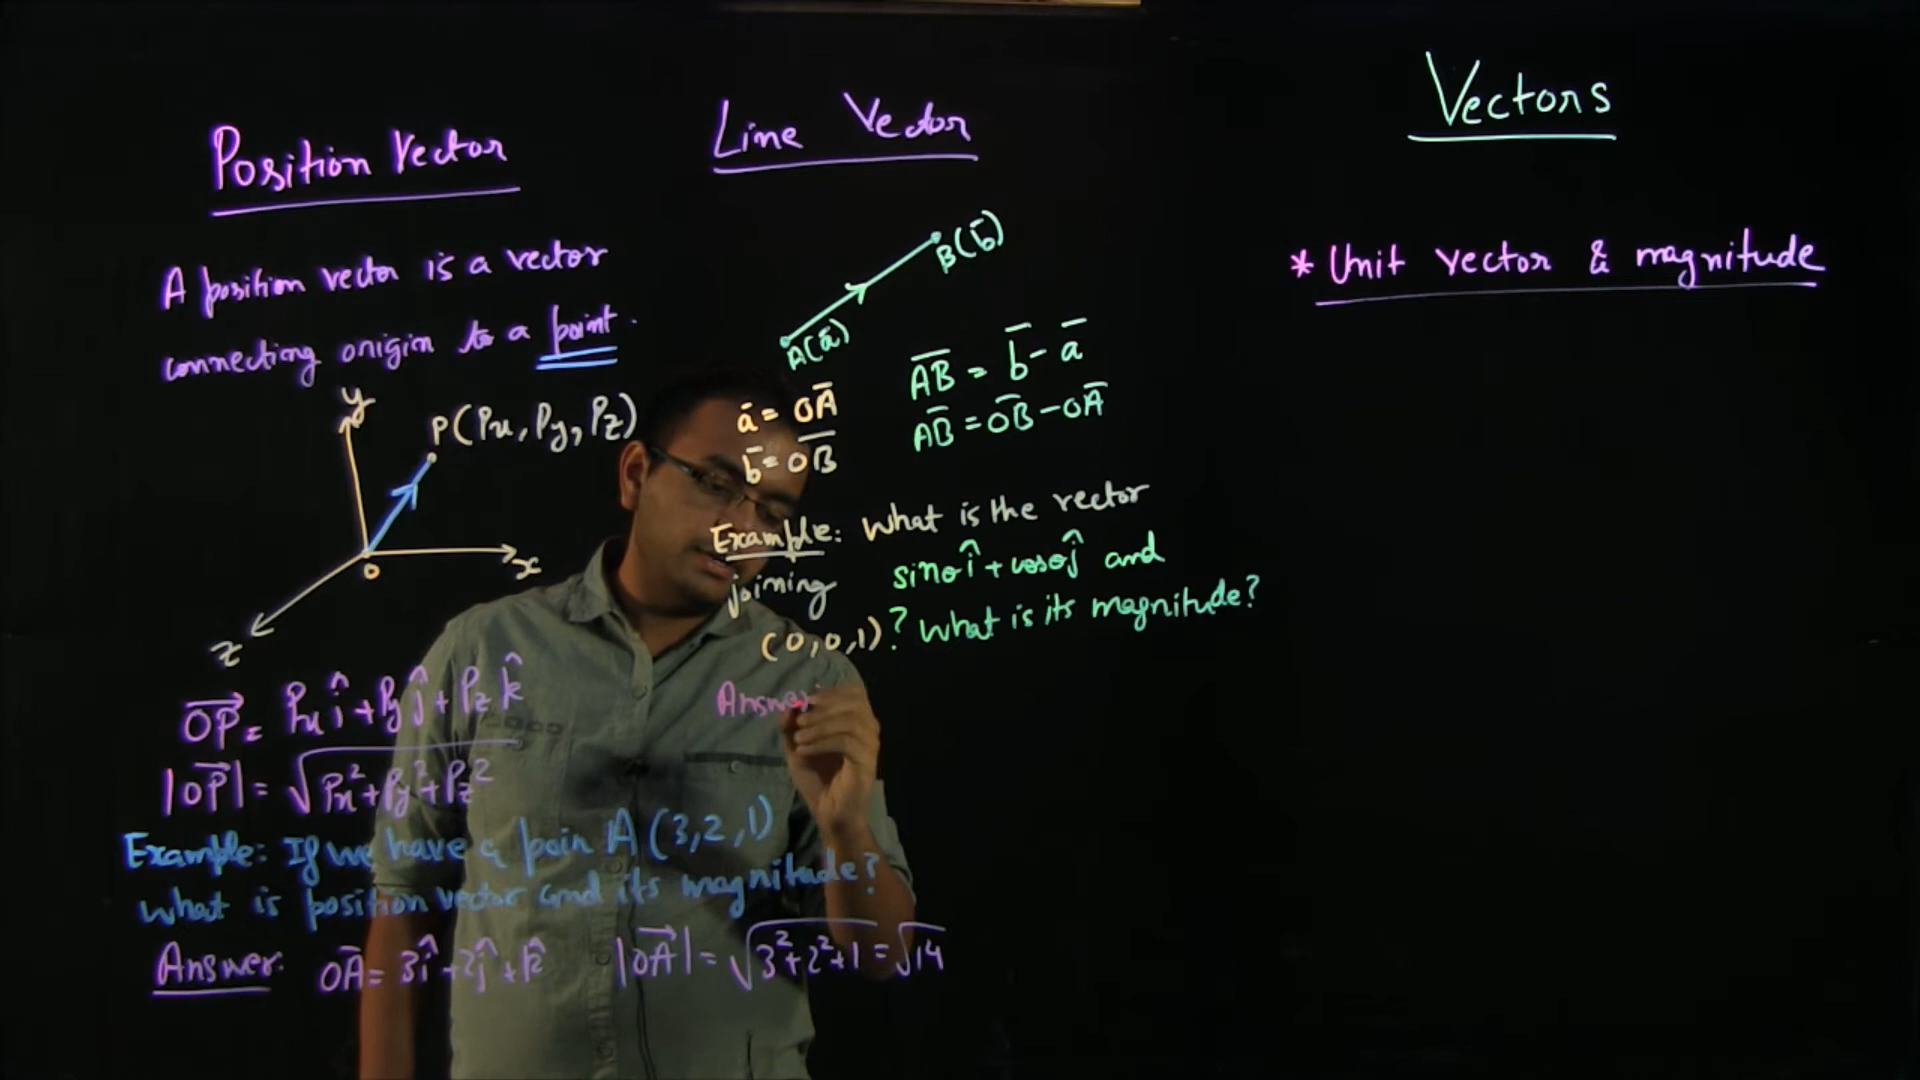 Position Vector
A position vector is a vector
connecting origin to a point.
y
P(Px, Py, Pz)
O
x
z
OP⃗ = Px î + Py ĵ + Pz k̂
|OP⃗| = √(Px² + Py² + Pz²)
Example: If we have a poin A (3,2,1)
What is position vector and its magnitude?
Answer: OA̅ = 3î + 2ĵ + k̂ |OA⃗| = √(3²+2²+1) = √14
Line Vector
B(b̅)
A(a̅)
a̅ = OA̅
b̅ = OB̅
AB̅ = b̅ - a̅
AB̅ = OB̅ - OA̅
Example: What is the vector
joining sinθ î + cosθ ĵ and
(0,0,1)? What is its magnitude?
Answer
Vectors
* Unit vector & magnitude